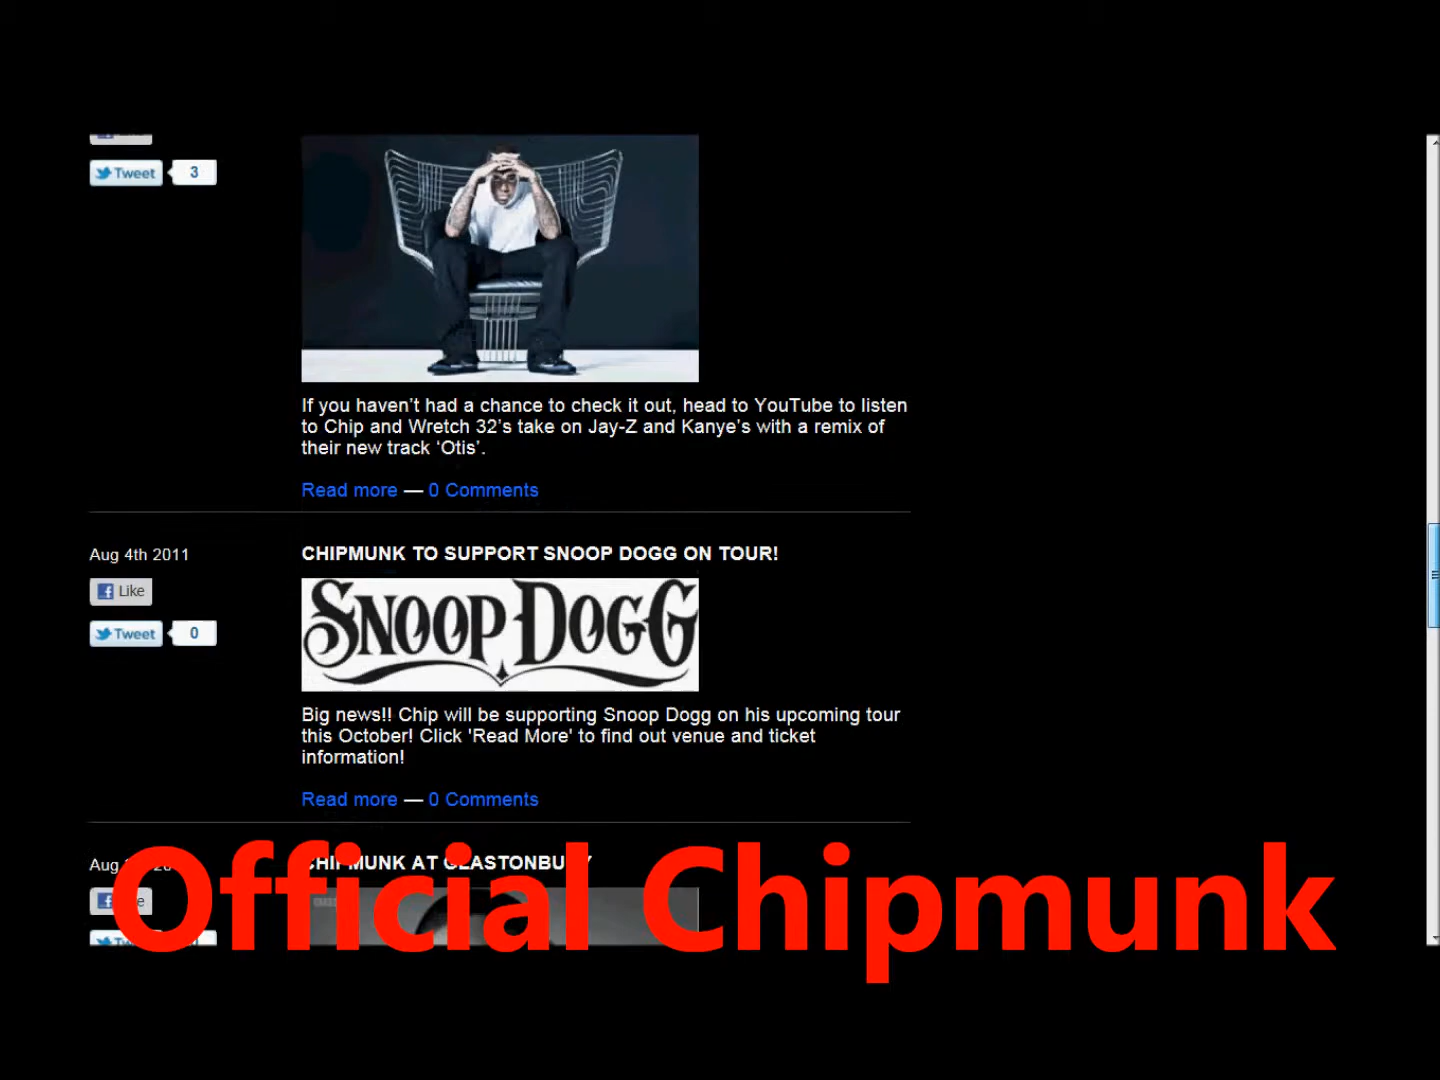 Tweet 3
If you haven’t had a chance to check it out, head to YouTube to listen
to Chip and Wretch 32’s take on Jay-Z and Kanye’s with a remix of
their new track ‘Otis’.
Read more — 0 Comments
Aug 4th 2011
CHIPMUNK TO SUPPORT SNOOP DOGG ON TOUR!
Like
Tweet 0
SNOOP DOGG
Big news!! Chip will be supporting Snoop Dogg on his upcoming tour
this October! Click 'Read More' to find out venue and ticket
information!
Read more — 0 Comments
Aug
CHIPMUNK AT GLASTONBURY
Official Chipmunk